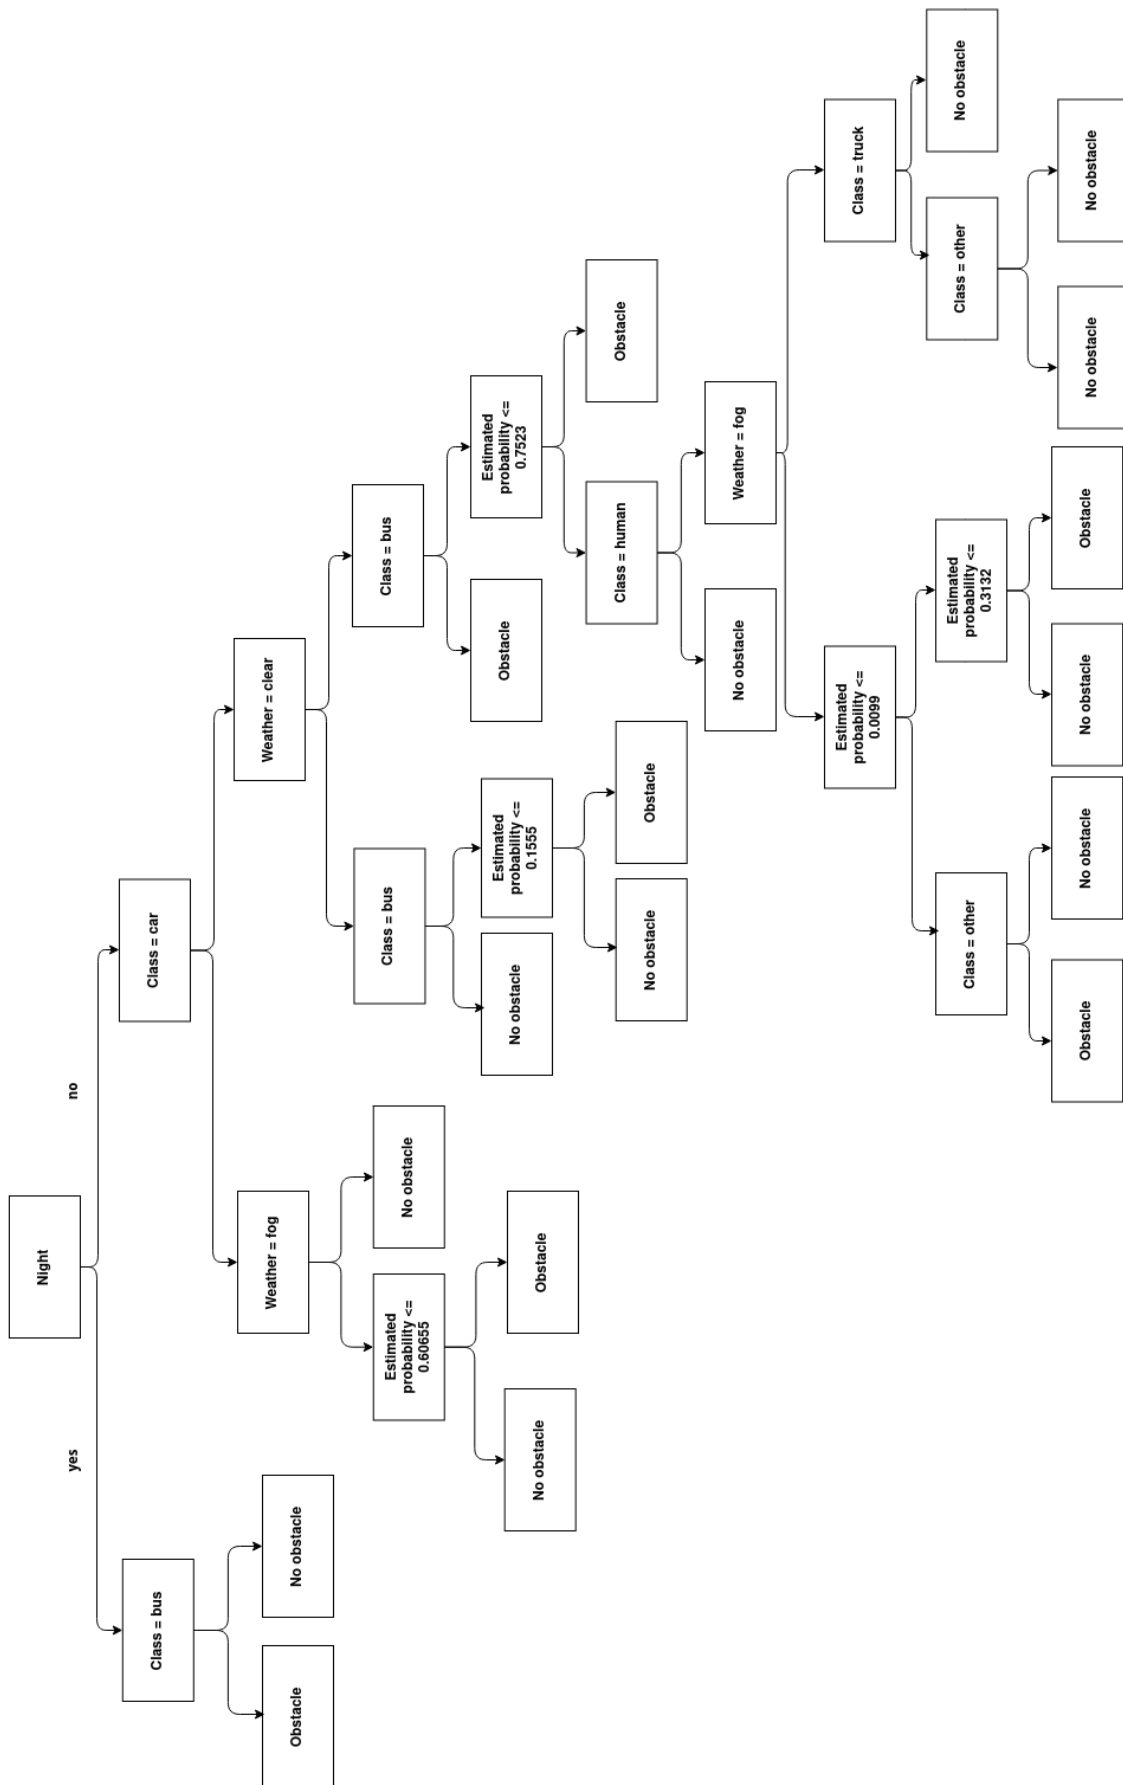 Night
yes
no
Class = bus
Class = car
Obstacle
No obstacle
Weather = fog
Weather = clear
Estimated
probability <=
0.60655
No obstacle
Class = bus
Class = bus
No obstacle
Obstacle
No obstacle
Estimated
probability <=
0.1555
Obstacle
Estimated
probability <=
0.7523
No obstacle
Obstacle
Class = human
Obstacle
No obstacle
Weather = fog
Estimated
probability <=
0.0099
Class = truck
Class = other
Estimated
probability <=
0.3132
Class = other
No obstacle
Obstacle
No obstacle
No obstacle
Obstacle
No obstacle
No obstacle